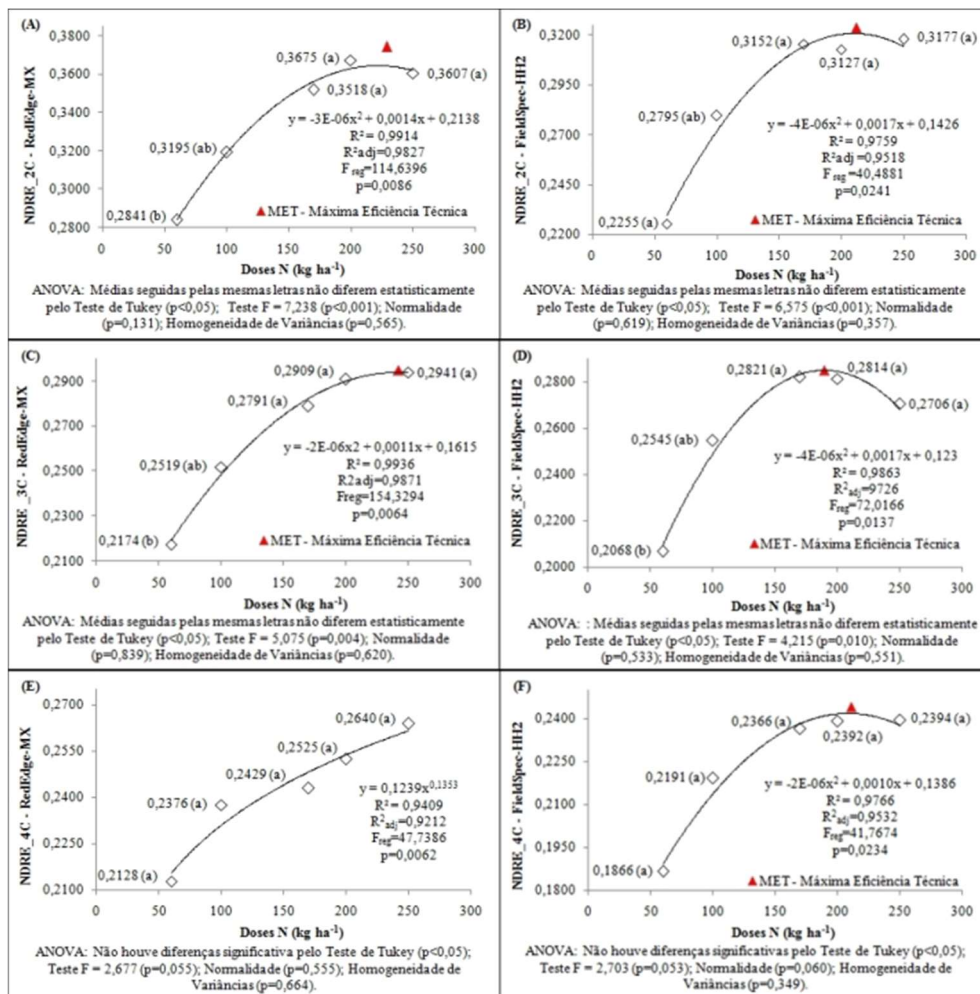 (A)
NDRE_2C - RedEdge-MX
0,3800
0,3600
0,3400
0,3200
0,3000
0,2800
0,3675 (a)
0,3607 (a)
0,3518 (a)
0,3195 (ab)
0,2841 (b)
y = -3E-06x² + 0,0014x + 0,2138
R² = 0,9914
R²adj=0,9827
Freg=114,6396
p=0,0086
MET - Máxima Eficiência Técnica
0 50 100 150 200 250 300
Doses N (kg ha⁻¹)
ANOVA: Médias seguidas pelas mesmas letras não diferem estatisticamente
pelo Teste de Tukey (p<0,05); Teste F = 7,238 (p<0,001); Normalidade
(p=0,131); Homogeneidade de Variâncias (p=0,565).
(B)
NDRE_2C - FieldSpec-HH2
0,3200
0,2950
0,2700
0,2450
0,2200
0,3152 (a)
0,3177 (a)
0,3127 (a)
0,2795 (ab)
0,2255 (a)
y = -4E-06x² + 0,0017x + 0,1426
R² = 0,9759
R²adj=0,9518
Freg =40,4881
p=0,0241
MET - Máxima Eficiência Técnica
0 50 100 150 200 250 300
Doses N (kg ha⁻¹)
ANOVA: Médias seguidas pelas mesmas letras não diferem estatisticamente
pelo Teste de Tukey (p<0,05); Teste F = 6,575 (p<0,001); Normalidade
(p=0,619); Homogeneidade de Variâncias (p=0,357).
(C)
NDRE_3C - RedEdge-MX
0,2900
0,2700
0,2500
0,2300
0,2100
0,2909 (a)
0,2941 (a)
0,2791 (a)
0,2519 (ab)
0,2174 (b)
y = -2E-06x2 + 0,0011x + 0,1615
R² = 0,9936
R2adj=0,9871
Freg=154,3294
p=0,0064
MET - Máxima Eficiência Técnica
0 50 100 150 200 250 300
Doses N (kg ha⁻¹)
ANOVA: Médias seguidas pelas mesmas letras não diferem estatisticamente
pelo Teste de Tukey (p<0,05); Teste F = 5,075 (p=0,004); Normalidade
(p=0,839); Homogeneidade de Variâncias (p=0,620).
(D)
NDRE_3C - FieldSpec-HH2
0,2800
0,2600
0,2400
0,2200
0,2000
0,2821 (a)
0,2814 (a)
0,2706 (a)
0,2545 (ab)
0,2068 (b)
y = -4E-06x² + 0,0017x + 0,123
R² = 0,9863
R²adj=9726
Freg=72,0166
p=0,0137
MET - Máxima Eficiência Técnica
0 50 100 150 200 250 300
Doses N (kg ha⁻¹)
ANOVA: : Médias seguidas pelas mesmas letras não diferem estatisticamente
pelo Teste de Tukey (p<0,05); Teste F = 4,215 (p=0,010); Normalidade
(p=0,533); Homogeneidade de Variâncias (p=0,551).
(E)
NDRE_4C - RedEdge-MX
0,2700
0,2550
0,2400
0,2250
0,2100
0,2640 (a)
0,2525 (a)
0,2429 (a)
0,2376 (a)
0,2128 (a)
y = 0,1239x^0,1353
R² = 0,9409
R²adj=0,9212
Freg=47,7386
p=0,0062
0 50 100 150 200 250 300
Doses N (kg ha⁻¹)
ANOVA: Não houve diferenças significativa pelo Teste de Tukey (p<0,05);
Teste F = 2,677 (p=0,055); Normalidade (p=0,555); Homogeneidade de
Variâncias (p=0,664).
(F)
NDRE_4C - FieldSpec-HH2
0,2400
0,2250
0,2100
0,1950
0,1800
0,2366 (a)
0,2394 (a)
0,2392 (a)
0,2191 (a)
0,1866 (a)
y = -2E-06x² + 0,0010x + 0,1386
R² = 0,9766
R²adj=0,9532
Freg=41,7674
p=0,0234
MET - Máxima Eficiência Técnica
0 50 100 150 200 250 300
Doses N (kg ha⁻¹)
ANOVA: Não houve diferenças significativas pelo Teste de Tukey (p<0,05);
Teste F = 2,703 (p=0,053); Normalidade (p=0,060); Homogeneidade de
Variâncias (p=0,349).